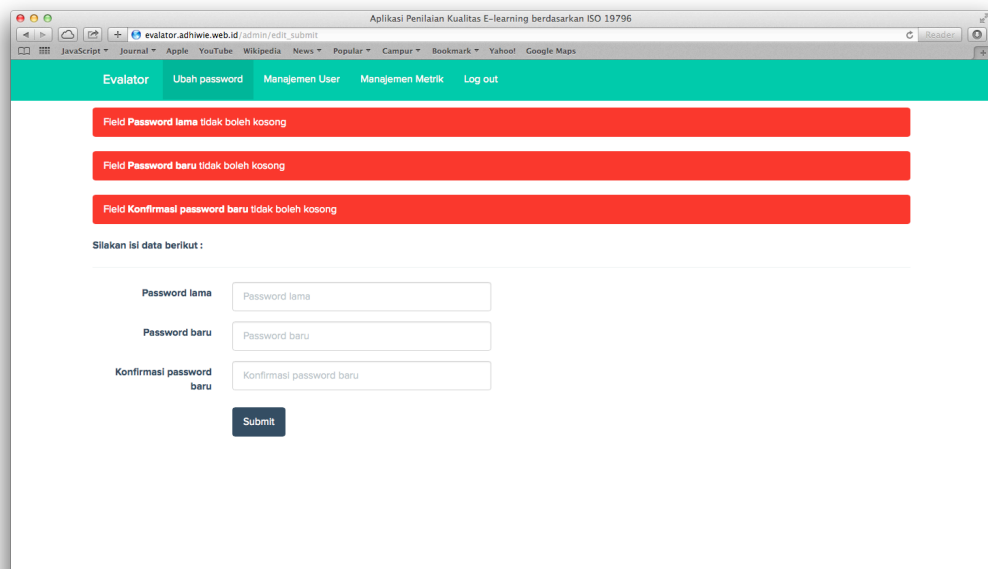 Aplikasi Penilaian Kualitas E-learning berdasarkan ISO 19796
evalator.adhiwie.web.id/admin/edit_submit
Reader
JavaScript Journal Apple YouTube Wikipedia News Popular Campur Bookmark Yahoo! Google Maps
Evalator Ubah password Manajemen User Manajemen Metrik Log out
Field Password lama tidak boleh kosong
Field Password baru tidak boleh kosong
Field Konfirmasi password baru tidak boleh kosong
Silakan isi data berikut :
Password lama Password lama
Password baru Password baru
Konfirmasi password Konfirmasi password baru
baru
Submit